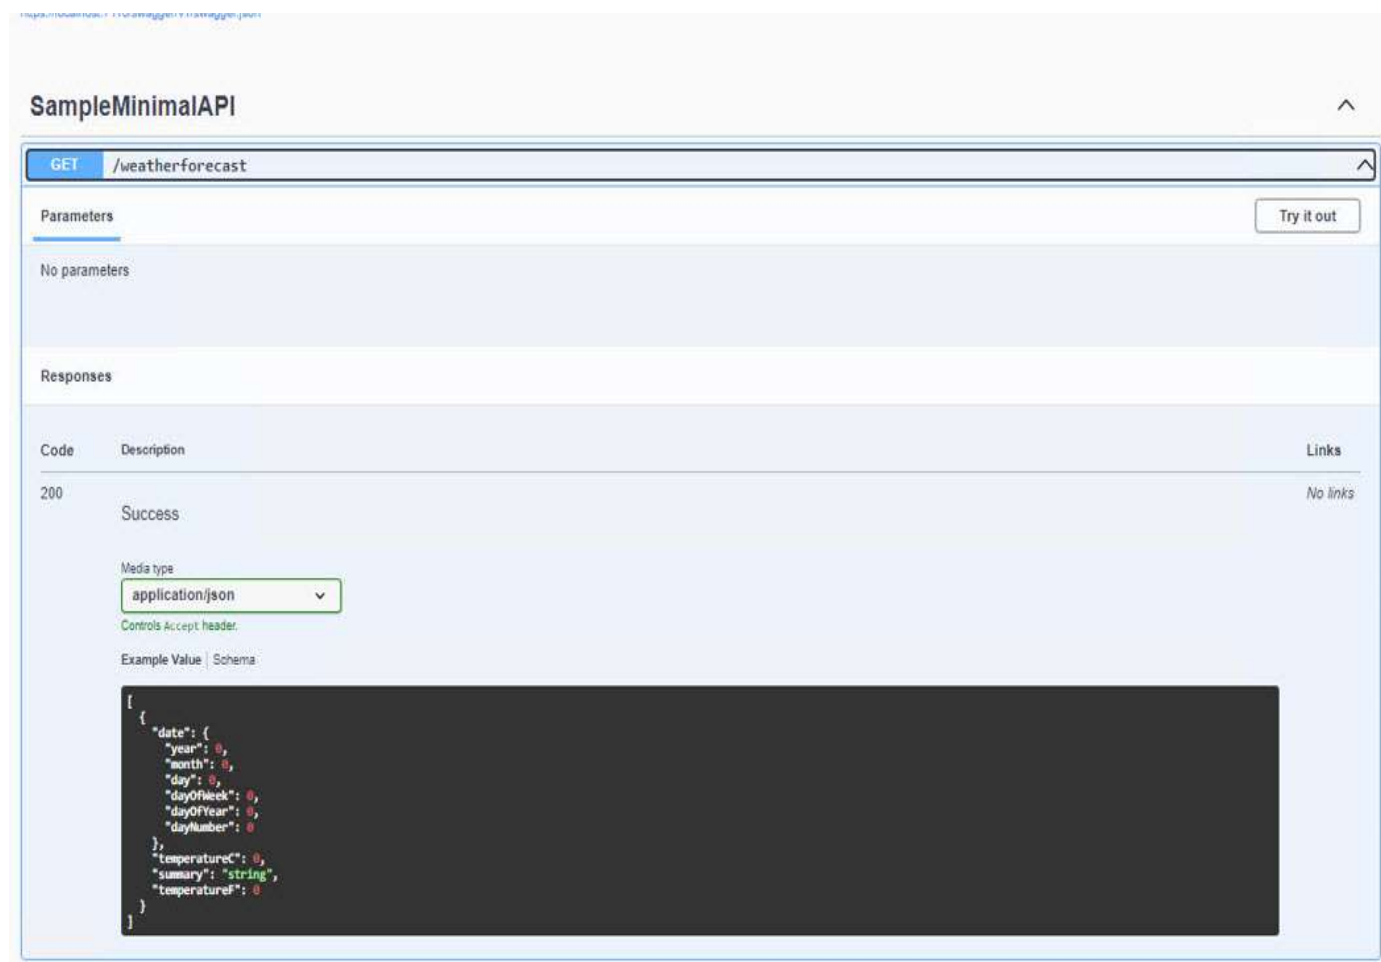 SampleMinimalAPI
GET /weatherforecast
Parameters
Try it out
No parameters
Responses
Code Description Links
200 No links
Success
Media type
application/json
Controls Accept header.
Example Value | Schema
[
{
"date": {
"year": 0,
"month": 0,
"day": 0,
"dayOfWeek": 0,
"dayOfYear": 0,
"dayNumber": 0
},
"temperatureC": 0,
"summary": "string",
"temperatureF": 0
}
]